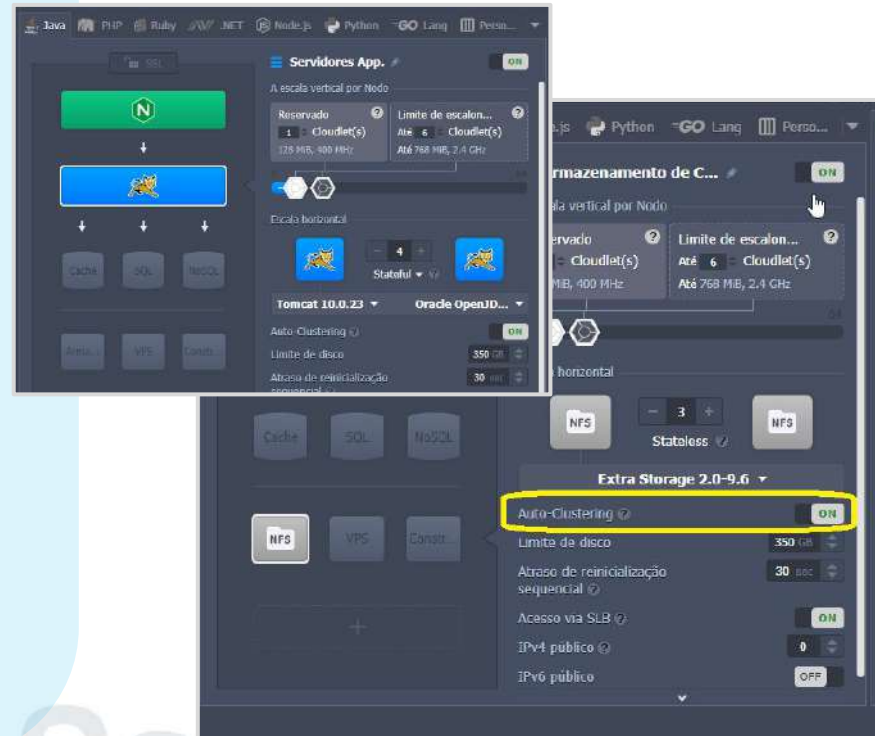 Java PHP Ruby .NET Node.js Python GO Lang Perso...
SSL
Servidores App.
ON
A escala vertical por Nodo
Reservado
1 Cloudlet(s)
128 MiB, 400 MHz
Limite de escalon...
Até 6 Cloudlet(s)
Até 768 MiB, 2.4 GHz
Escala horizontal
4
Stateful
Tomcat 10.0.23
Oracle OpenJD...
Auto-Clustering
ON
Limite de disco
350 GB
Atraso de reinicialização
sequencial
30 sec
Cache SQL NoSQL
VPS Constr...
.js Python GO Lang Perso...
rmazenamento de C...
ON
ala vertical por Nodo
ervado
Cloudlet(s)
MiB, 400 MHz
Limite de escalon...
Até 6 Cloudlet(s)
Até 768 MiB, 2.4 GHz
horizontal
NFS
3
NFS
Stateless
Extra Storage 2.0-9.6
Auto-Clustering
ON
Limite de disco
350 GB
Atraso de reinicialização
sequencial
30 sec
Acesso via SLB
ON
IPv4 público
0
IPv6 público
OFF
Cache SQL NoSQL
NFS VPS Constr...